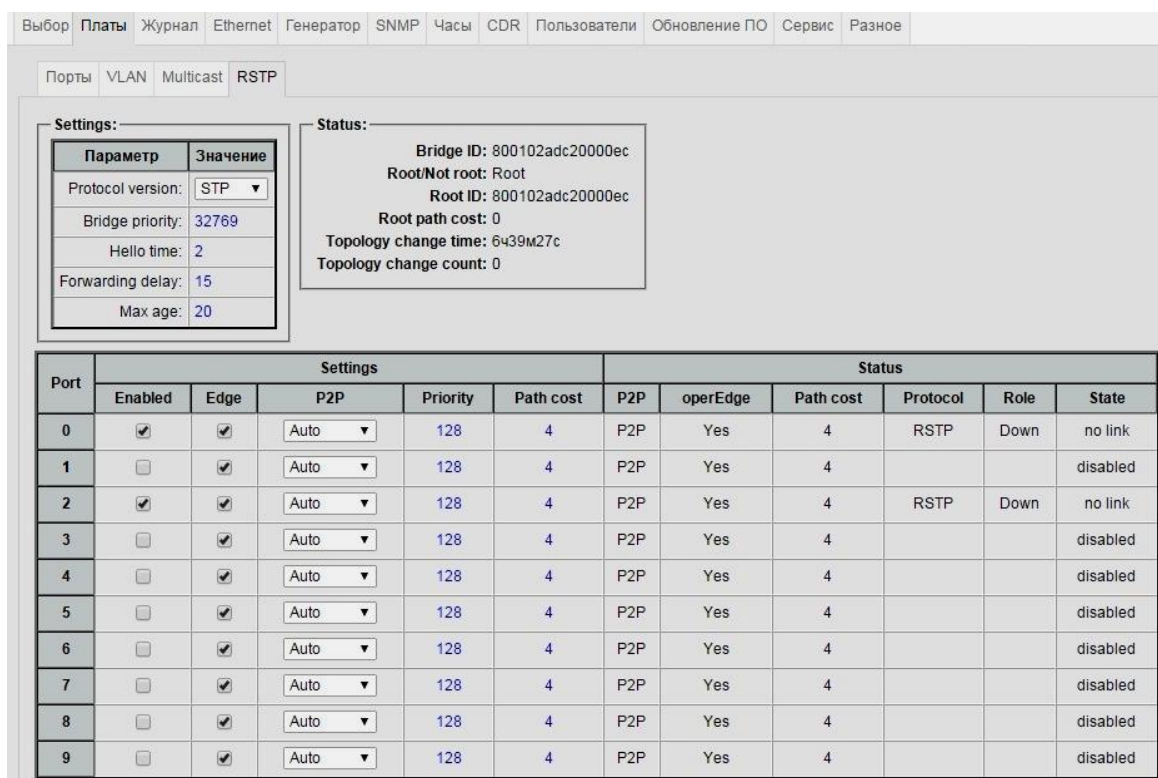 Выбор Платы Журнал Ethernet Генератор SNMP Часы CDR Пользователи Обновление ПО Сервис Разное
Порты VLAN Multicast RSTP
Settings:
Параметр Значение
Protocol version: STP
Bridge priority: 32769
Hello time: 2
Forwarding delay: 15
Max age: 20
Status:
Bridge ID: 800102adc20000ec
Root/Not root: Root
Root ID: 800102adc20000ec
Root path cost: 0
Topology change time: 6ч39м27с
Topology change count: 0
Port Settings Status
Enabled Edge P2P Priority Path cost P2P operEdge Path cost Protocol Role State
0 Auto 128 4 P2P Yes 4 RSTP Down no link
1 Auto 128 4 P2P Yes 4 disabled
2 Auto 128 4 P2P Yes 4 RSTP Down no link
3 Auto 128 4 P2P Yes 4 disabled
4 Auto 128 4 P2P Yes 4 disabled
5 Auto 128 4 P2P Yes 4 disabled
6 Auto 128 4 P2P Yes 4 disabled
7 Auto 128 4 P2P Yes 4 disabled
8 Auto 128 4 P2P Yes 4 disabled
9 Auto 128 4 P2P Yes 4 disabled